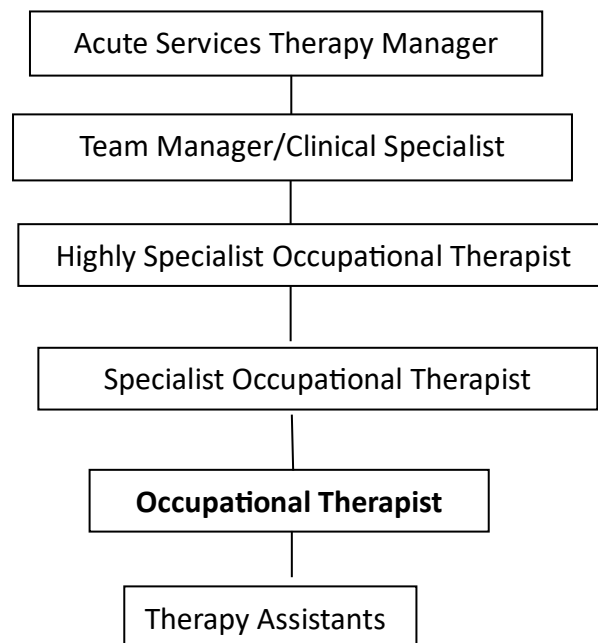 Acute Services Therapy Manager
Team Manager/Clinical Specialist
Highly Specialist Occupational Therapist
Specialist Occupational Therapist
Occupational Therapist
Therapy Assistants